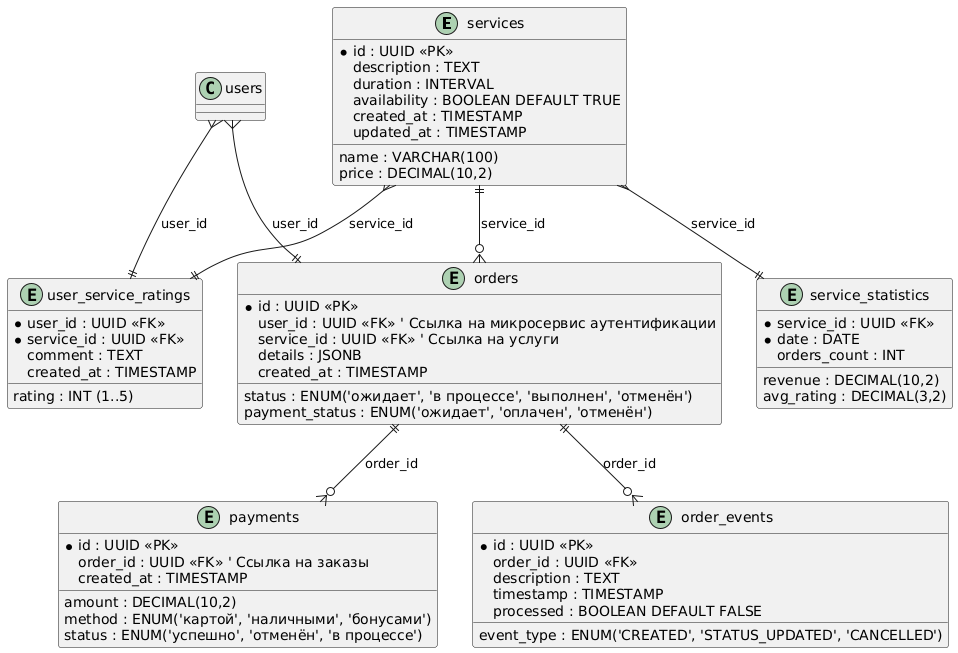 E services
* id : UUID «PK»
description : TEXT
duration : INTERVAL
availability : BOOLEAN DEFAULT TRUE
created_at : TIMESTAMP
updated_at : TIMESTAMP
name : VARCHAR(100)
price : DECIMAL(10,2)
C users
user_id
user_id
service_id
service_id
service_id
E user_service_ratings
* user_id : UUID «FK»
* service_id : UUID «FK»
comment : TEXT
created_at : TIMESTAMP
rating : INT (1..5)
E orders
* id : UUID «PK»
user_id : UUID «FK» ' Ссылка на микросервис аутентификации
service_id : UUID «FK» ' Ссылка на услуги
details : JSONB
created_at : TIMESTAMP
status : ENUM('ожидает', 'в процессе', 'выполнен', 'отменён')
payment_status : ENUM('ожидает', 'оплачен', 'отменён')
E service_statistics
* service_id : UUID «FK»
* date : DATE
orders_count : INT
revenue : DECIMAL(10,2)
avg_rating : DECIMAL(3,2)
order_id
order_id
E payments
* id : UUID «PK»
order_id : UUID «FK» ' Ссылка на заказы
created_at : TIMESTAMP
amount : DECIMAL(10,2)
method : ENUM('картой', 'наличными', 'бонусами')
status : ENUM('успешно', 'отменён', 'в процессе')
E order_events
* id : UUID «PK»
order_id : UUID «FK»
description : TEXT
timestamp : TIMESTAMP
processed : BOOLEAN DEFAULT FALSE
event_type : ENUM('CREATED', 'STATUS_UPDATED', 'CANCELLED')